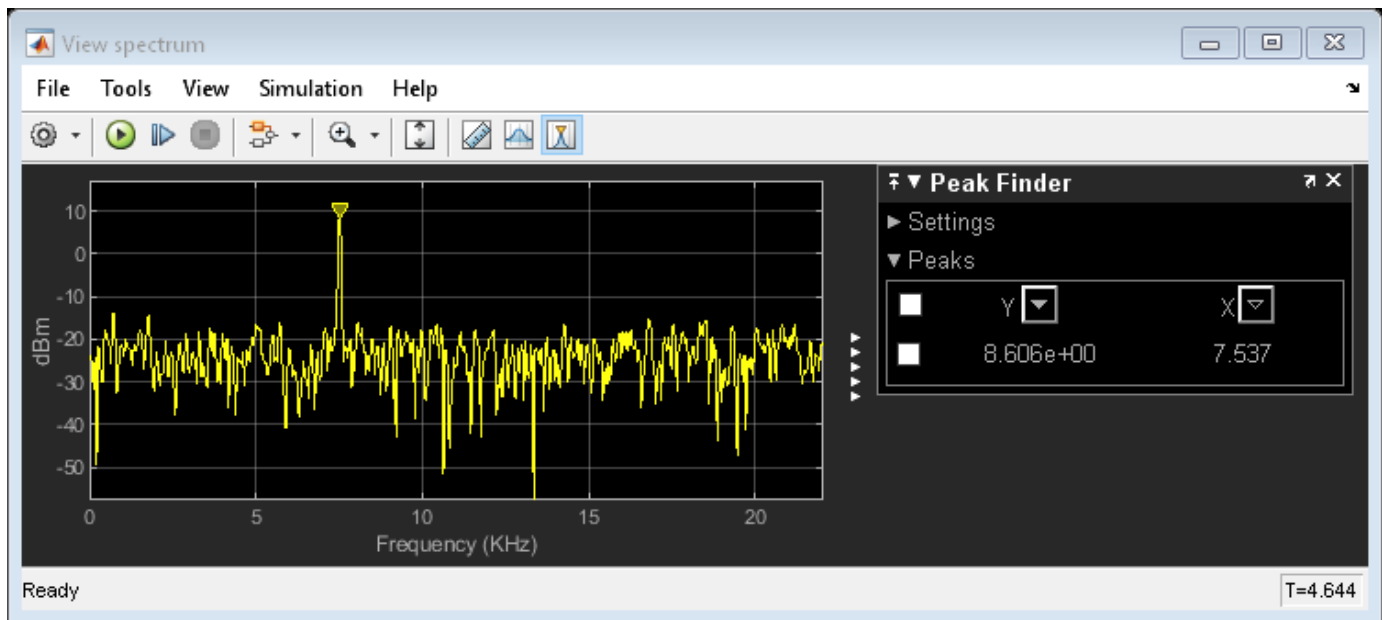 View spectrum
File Tools View Simulation Help
Peak Finder
Settings
Peaks
Y X
8.606e+00 7.537
10
0
-10
-20
-30
-40
-50
dBm
0 5 10 15 20
Frequency (KHz)
Ready T=4.644